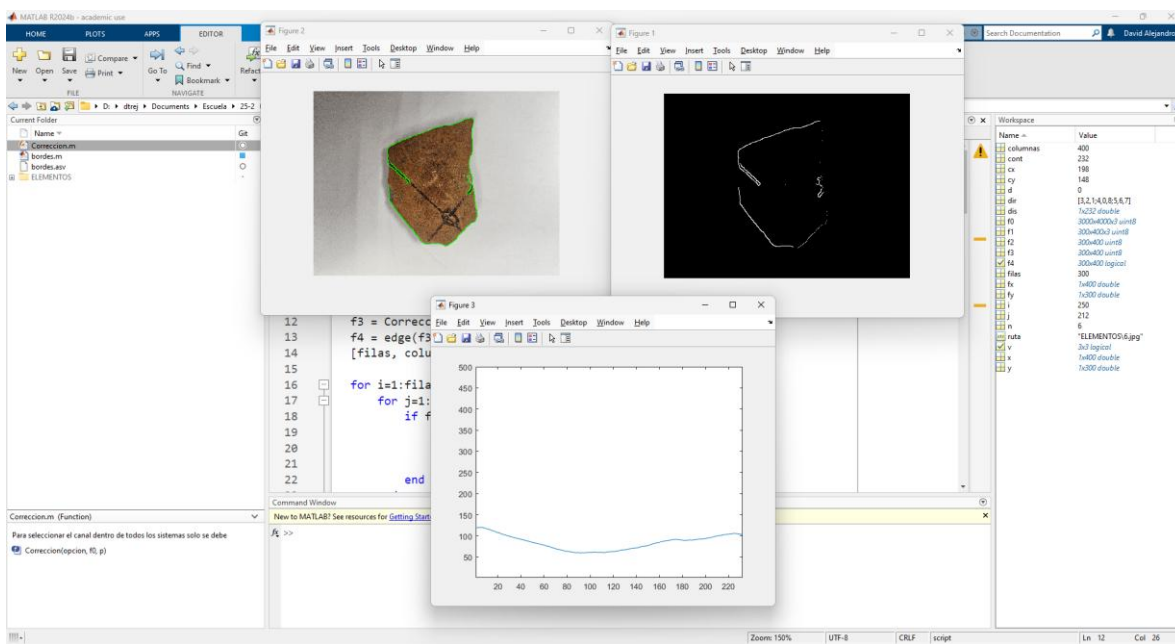 MATLAB R2024b - academic use
HOME PLOTS APPS EDITOR
Search Documentation David Alejandro
New Open Save Compare Print Go To Find Bookmark Refact
FILE NAVIGATE
D: ▸ dtrej ▸ Documents ▸ Escuela ▸ 25-2
Current Folder
Name Git
Correccion.m
bordes.m
bordes.asv
ELEMENTOS
Figure 2
File Edit View Insert Tools Desktop Window Help
Figure 1
File Edit View Insert Tools Desktop Window Help
Workspace
Name Value
columnas 400
cont 232
cx 198
cy 148
d 0
dir [3,2,1;4,0,8;5,6,7]
dis 1x232 double
f0 3000x4000x3 uint8
f1 300x400x3 uint8
f2 300x400 uint8
f3 300x400 uint8
f4 300x400 logical
filas 300
fx 1x400 double
fy 1x300 double
i 250
j 212
n 6
ruta "ELEMENTOS\6.jpg"
v 3x3 logical
x 1x400 double
y 1x300 double
Figure 3
File Edit View Insert Tools Desktop Window Help
500
450
400
350
300
250
200
150
100
50
20 40 60 80 100 120 140 160 180 200 220
12 f3 = Correcc
13 f4 = edge(f3
14 [filas, colu
15
16 for i=1:fila
17 for j=1:
18 if f
19
20
21
22 end
Command Window
New to MATLAB? See resources for Getting Start
fx >>
Correccion.m (Function)
Para seleccionar el canal dentro de todos los sistemas solo se debe
Correccion(opcion, f0, p)
Zoom: 150% UTF-8 CRLF script Ln 12 Col 26